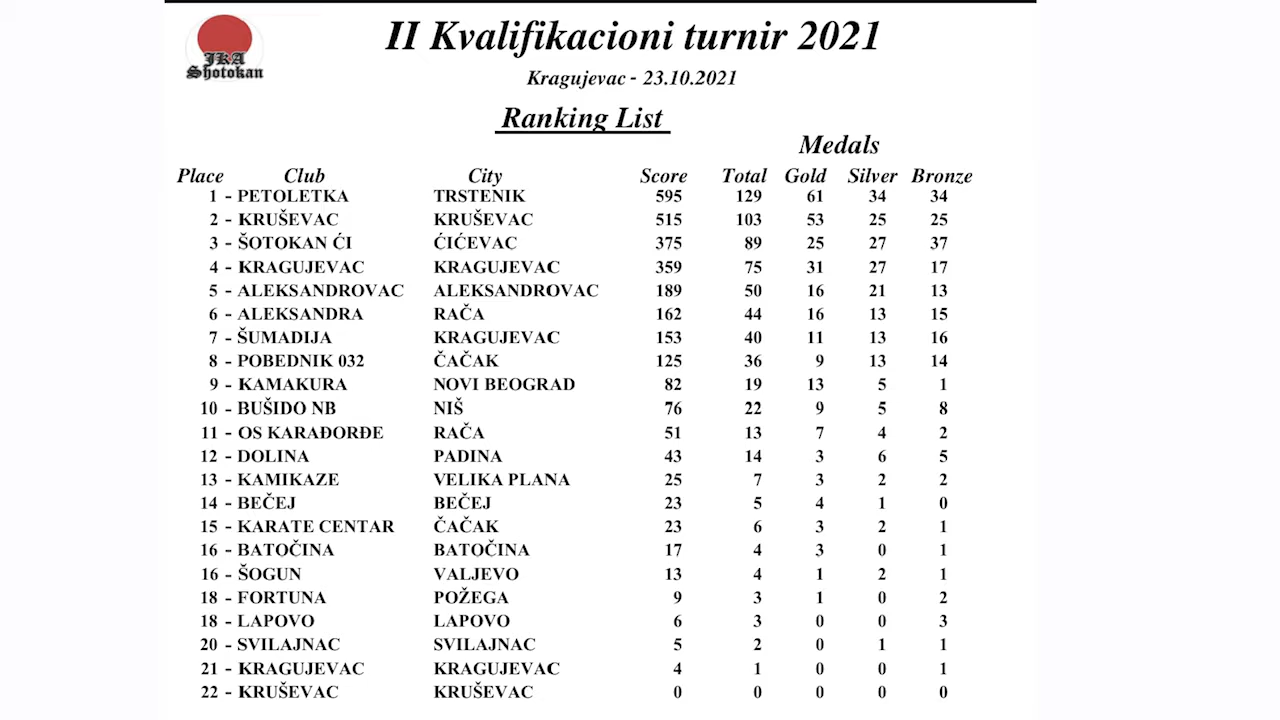 JKA
Shotokan
II Kvalifikacioni turnir 2021
Kragujevac - 23.10.2021
Ranking List
Medals
Place Club City Score Total Gold Silver Bronze
1 - PETOLETKA TRSTENIK 595 129 61 34 34
2 - KRUŠEVAC KRUŠEVAC 515 103 53 25 25
3 - ŠOTOKAN ĆI ĆIĆEVAC 375 89 25 27 37
4 - KRAGUJEVAC KRAGUJEVAC 359 75 31 27 17
5 - ALEKSANDROVAC ALEKSANDROVAC 189 50 16 21 13
6 - ALEKSANDRA RAČA 162 44 16 13 15
7 - ŠUMADIJA KRAGUJEVAC 153 40 11 13 16
8 - POBEDNIK 032 ČAČAK 125 36 9 13 14
9 - KAMAKURA NOVI BEOGRAD 82 19 13 5 1
10 - BUŠIDO NB NIŠ 76 22 9 5 8
11 - OS KARAĐORĐE RAČA 51 13 7 4 2
12 - DOLINA PADINA 43 14 3 6 5
13 - KAMIKAZE VELIKA PLANA 25 7 3 2 2
14 - BEČEJ BEČEJ 23 5 4 1 0
15 - KARATE CENTAR ČAČAK 23 6 3 2 1
16 - BATOČINA BATOČINA 17 4 3 0 1
16 - ŠOGUN VALJEVO 13 4 1 2 1
18 - FORTUNA POŽEGA 9 3 1 0 2
18 - LAPOVO LAPOVO 6 3 0 0 3
20 - SVILAJNAC SVILAJNAC 5 2 0 1 1
21 - KRAGUJEVAC KRAGUJEVAC 4 1 0 0 1
22 - KRUŠEVAC KRUŠEVAC 0 0 0 0 0